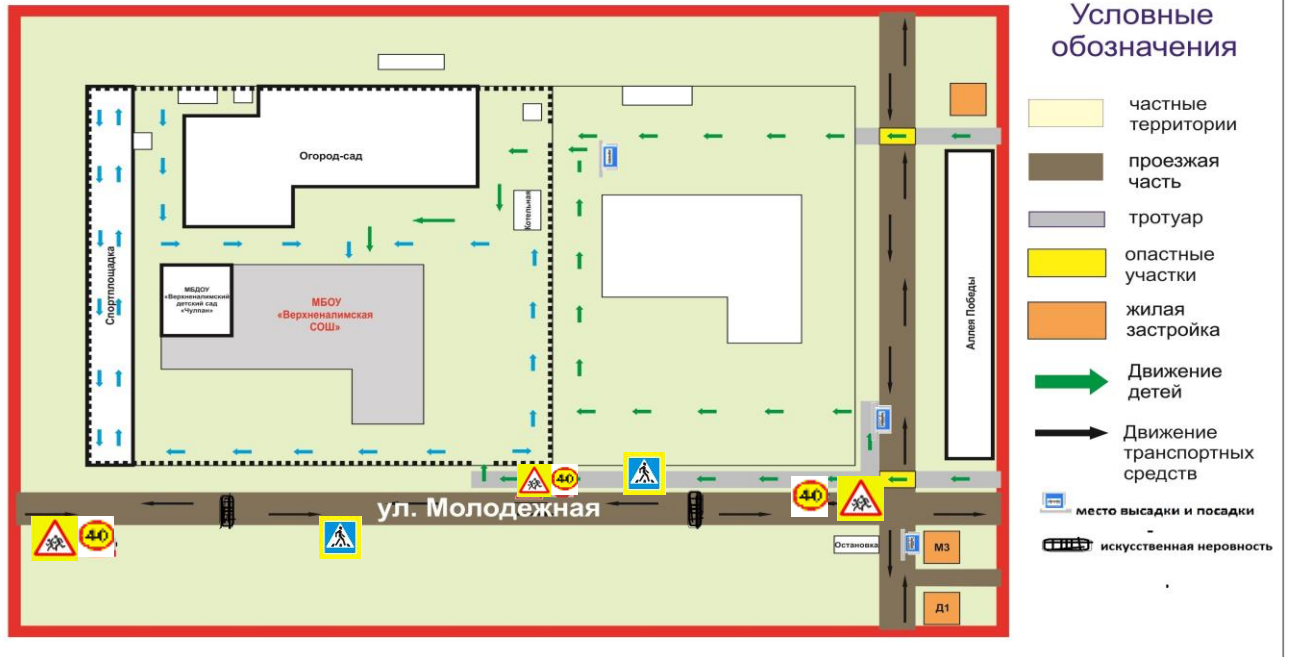 Условные
обозначения
частные
территории
проезжая
часть
тротуар
опастные
участки
жилая
застройка
Движение
детей
Движение
транспортных
средств
место высадки и посадки
-
искусственная неровность
.
Огород-сад
Котельная
Спортплощадка
МБДОУ
«Верхненалимский
детский сад
«Чулпан»
МБОУ
«Верхненалимская
СОШ»
Аллея Победы
40
40
ул. Молодежная
40
Остановка
М3
Д1